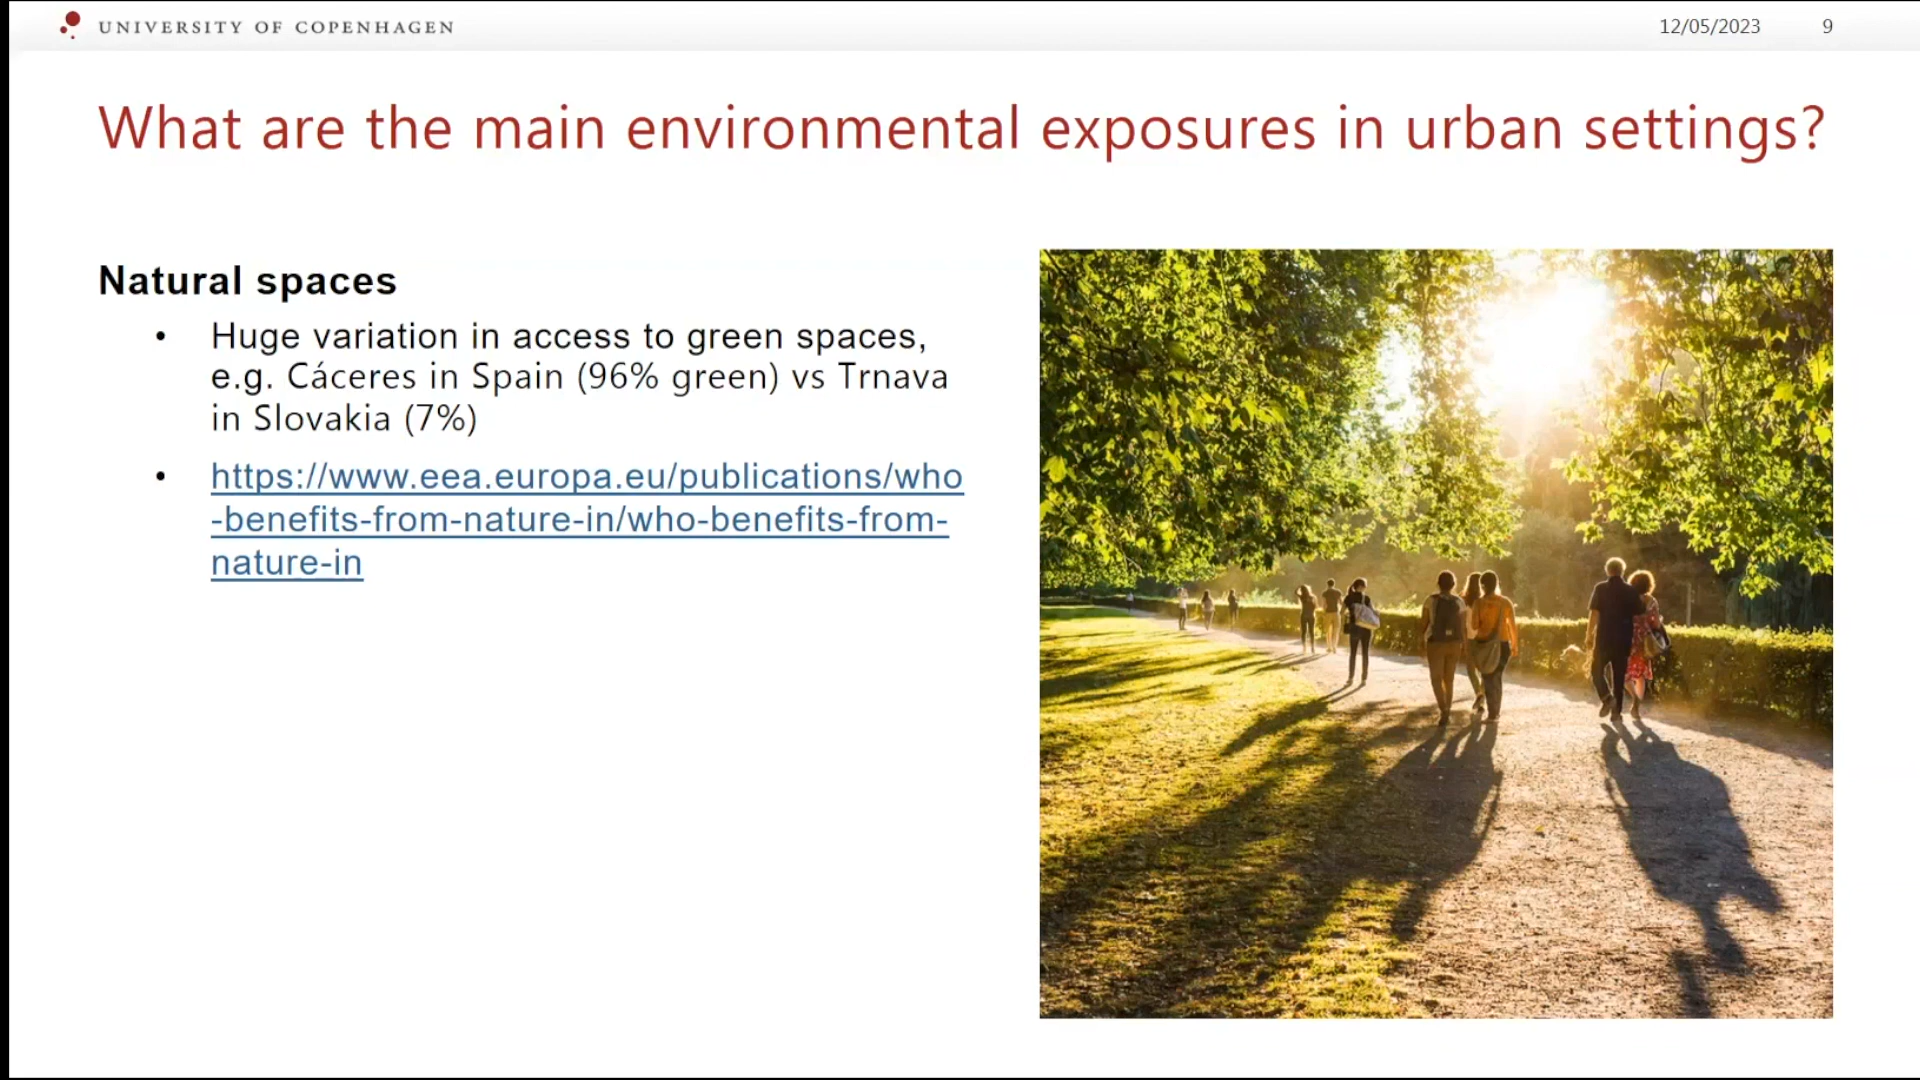 UNIVERSITY OF COPENHAGEN
12/05/2023 9
What are the main environmental exposures in urban settings?
Natural spaces
• Huge variation in access to green spaces,
e.g. Cáceres in Spain (96% green) vs Trnava
in Slovakia (7%)
• https://www.eea.europa.eu/publications/who
-benefits-from-nature-in/who-benefits-from-
nature-in